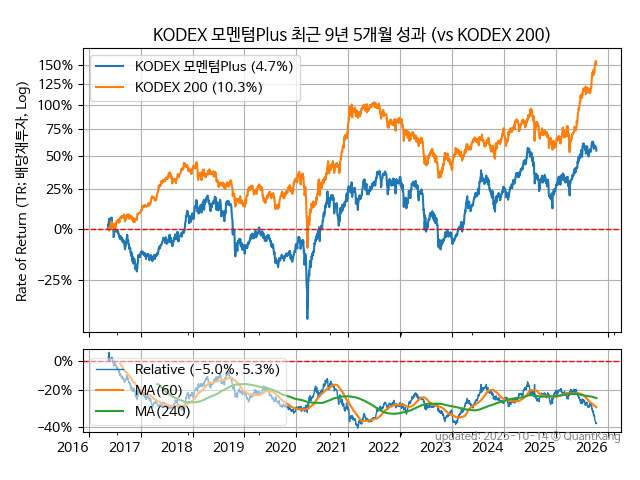 KODEX 모멘텀Plus 최근 9년 5개월 성과 (vs KODEX 200)
Rate of Return (TR: 배당재투자, Log)
150%
125%
100%
75%
50%
25%
0%
−25%
KODEX 모멘텀Plus (4.7%)
KODEX 200 (10.3%)
0%
−20%
−40%
Relative (−5.0%, 5.3%)
MA(60)
MA(240)
updated: 2025-10-14 © QuantKang
2016 2017 2018 2019 2020 2021 2022 2023 2024 2025 2026